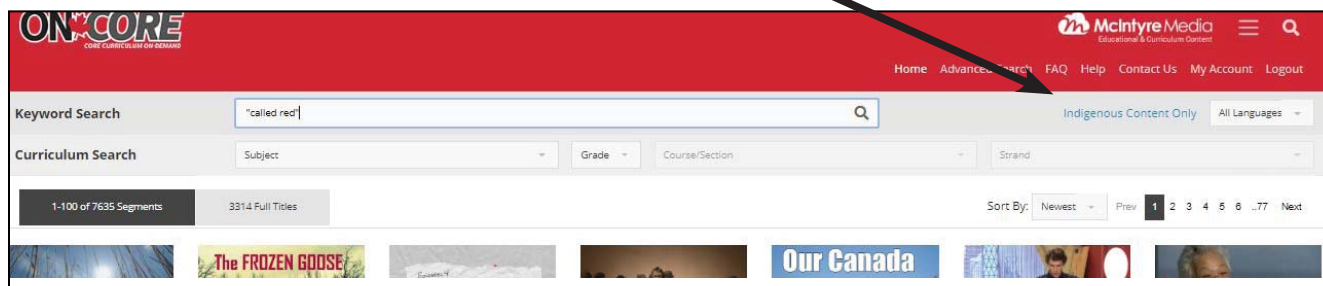 ON CORE
CORE CURRICULUM ON DEMAND
McIntyre Media
Educational & Curriculum Content
Home Advanced Search FAQ Help Contact Us My Account Logout
Keyword Search "called red" Indigenous Content Only All Languages
Curriculum Search Subject Grade Course/Section Strand
1-100 of 7635 Segments 3314 Full Titles Sort By: Newest Prev 1 2 3 4 5 6 ..77 Next
The FROZEN GOOSE
Our Canada